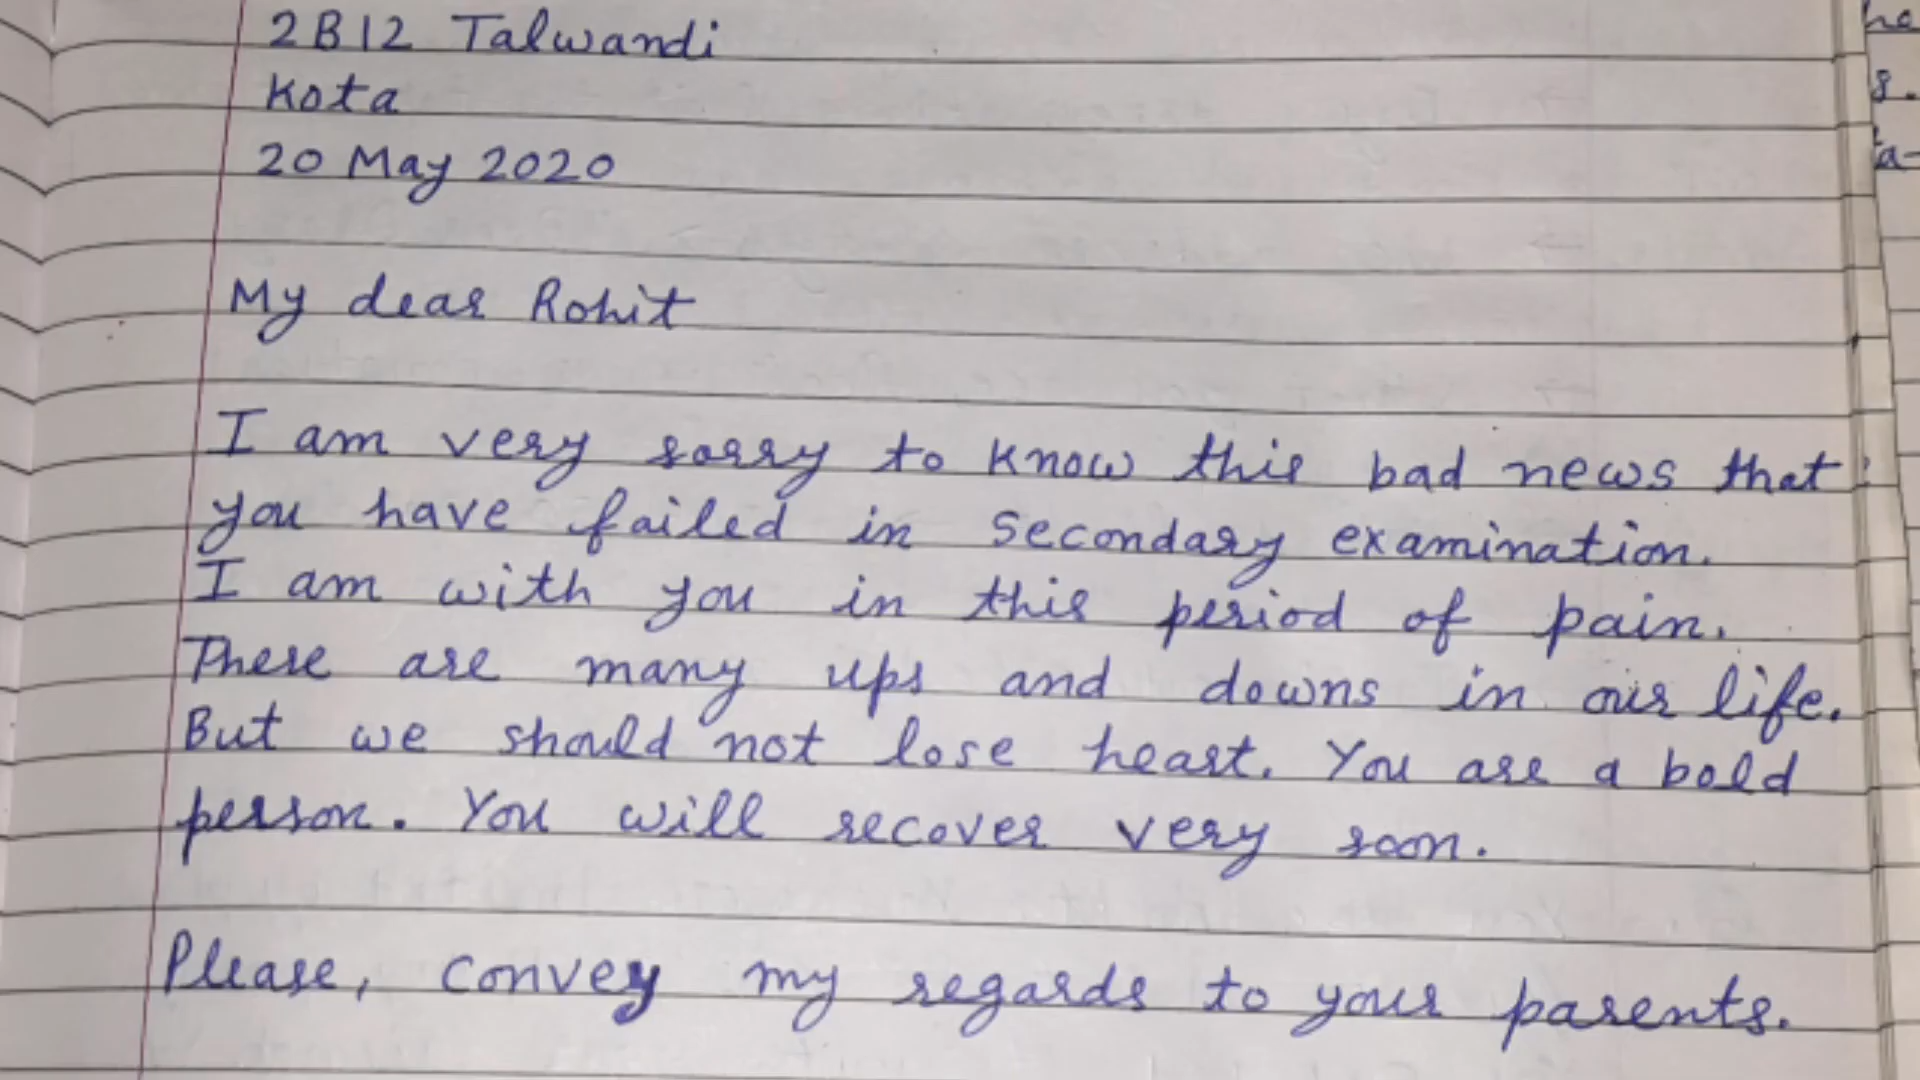 2B12 Talwandi
Kota
20 May 2020
My dear Rohit
I am very sorry to know this bad news that
you have failed in secondary examination.
I am with you in this period of pain.
There are many ups and downs in our life.
But we should not lose heart. You are a bold
person. You will recover very soon.
Please, convey my regards to your parents.